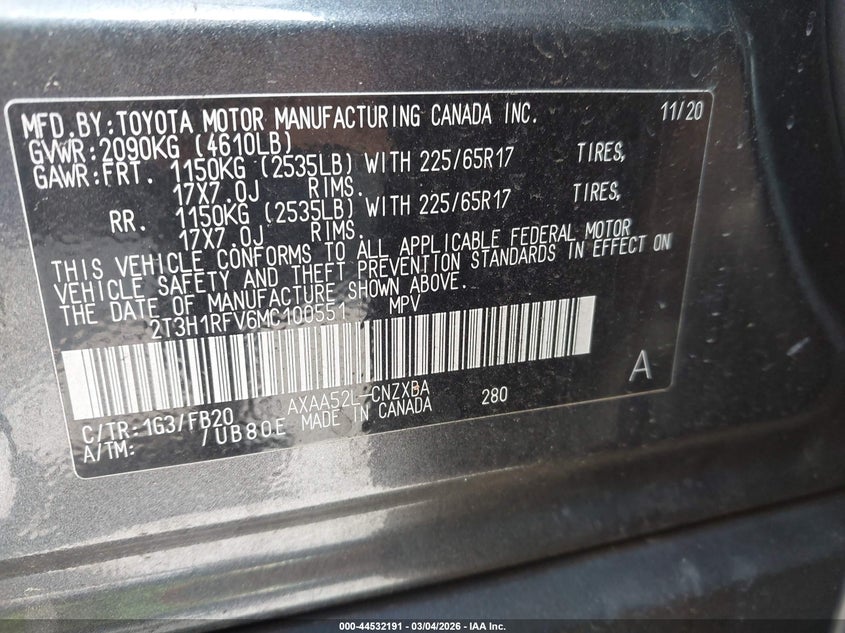 MFD.BY:TOYOTA MOTOR MANUFACTURING CANADA INC. 11/20
GVWR:2090KG (4610LB)
GAWR:FRT. 1150KG (2535LB) WITH 225/65R17 TIRES,
17X7.0J RIMS.
RR. 1150KG (2535LB) WITH 225/65R17 TIRES,
17X7.0J RIMS.
THIS VEHICLE CONFORMS TO ALL APPLICABLE FEDERAL MOTOR
VEHICLE SAFETY AND THEFT PREVENTION STANDARDS IN EFFECT ON
THE DATE OF MANUFACTURE SHOWN ABOVE.
2T3H1RFV6MC100551 MPV
A
C/TR:1G3/FB20 AXAA52L-CNZXBA 280
A/TM: /UB80E MADE IN CANADA
000-44532191 - 03/04/2026 - IAA Inc.